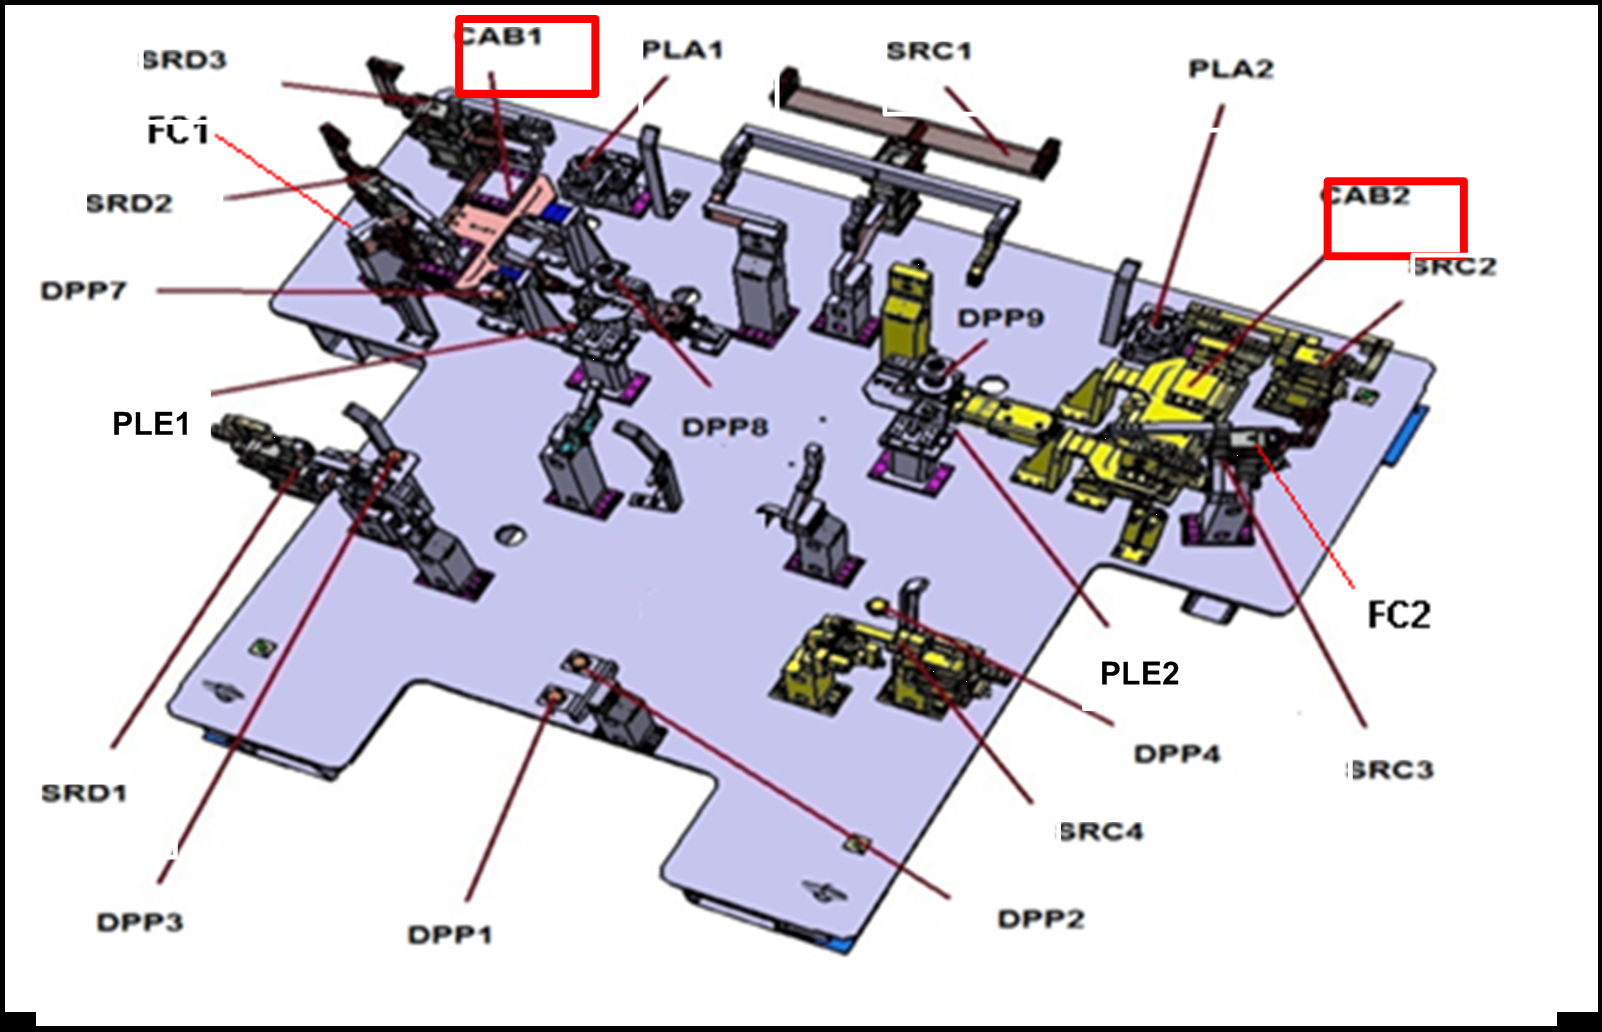 CAB1
PLA1
SRC1
SRD3
PLA2
FC1
CAB2
SRD2
SRC2
DPP7
DPP9
PLE1
DPP8
FC2
PLE2
DPP4
SRC3
SRD1
SRC4
DPP3
DPP1
DPP2